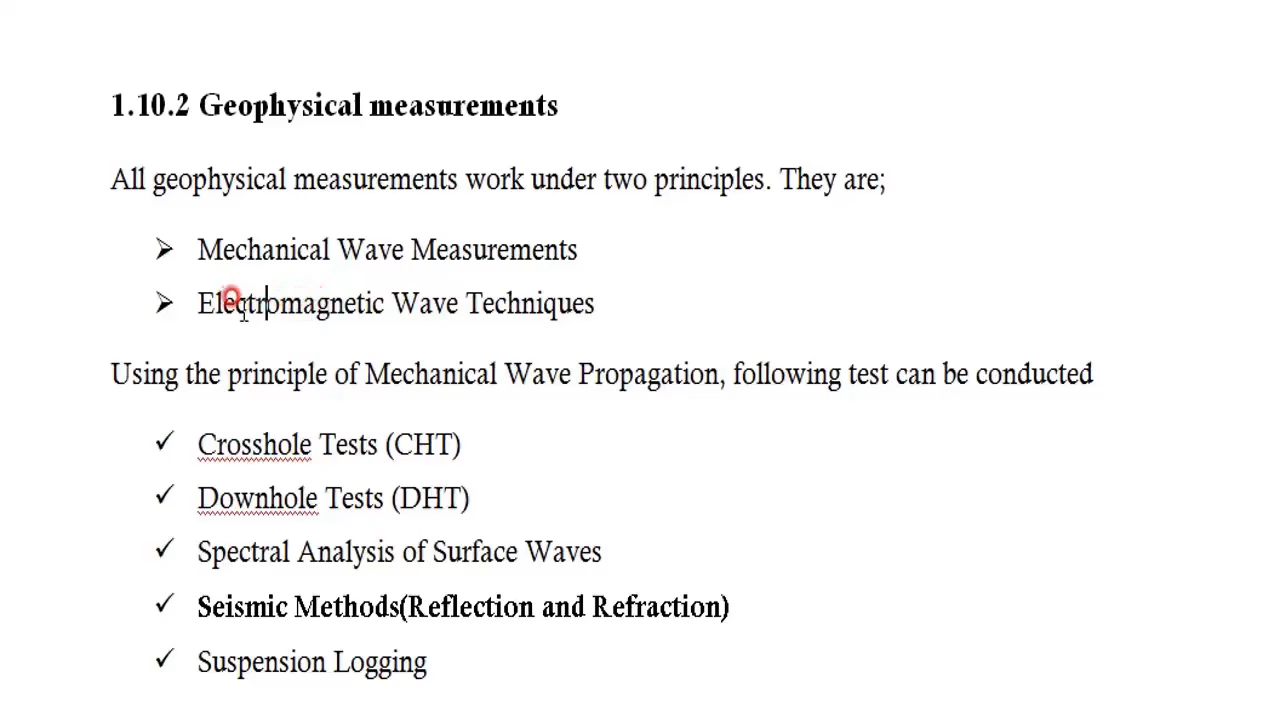 1.10.2 Geophysical measurements
All geophysical measurements work under two principles. They are;
➢ Mechanical Wave Measurements
➢ Electromagnetic Wave Techniques
Using the principle of Mechanical Wave Propagation, following test can be conducted
✓ Crosshole Tests (CHT)
✓ Downhole Tests (DHT)
✓ Spectral Analysis of Surface Waves
✓ Seismic Methods(Reflection and Refraction)
✓ Suspension Logging